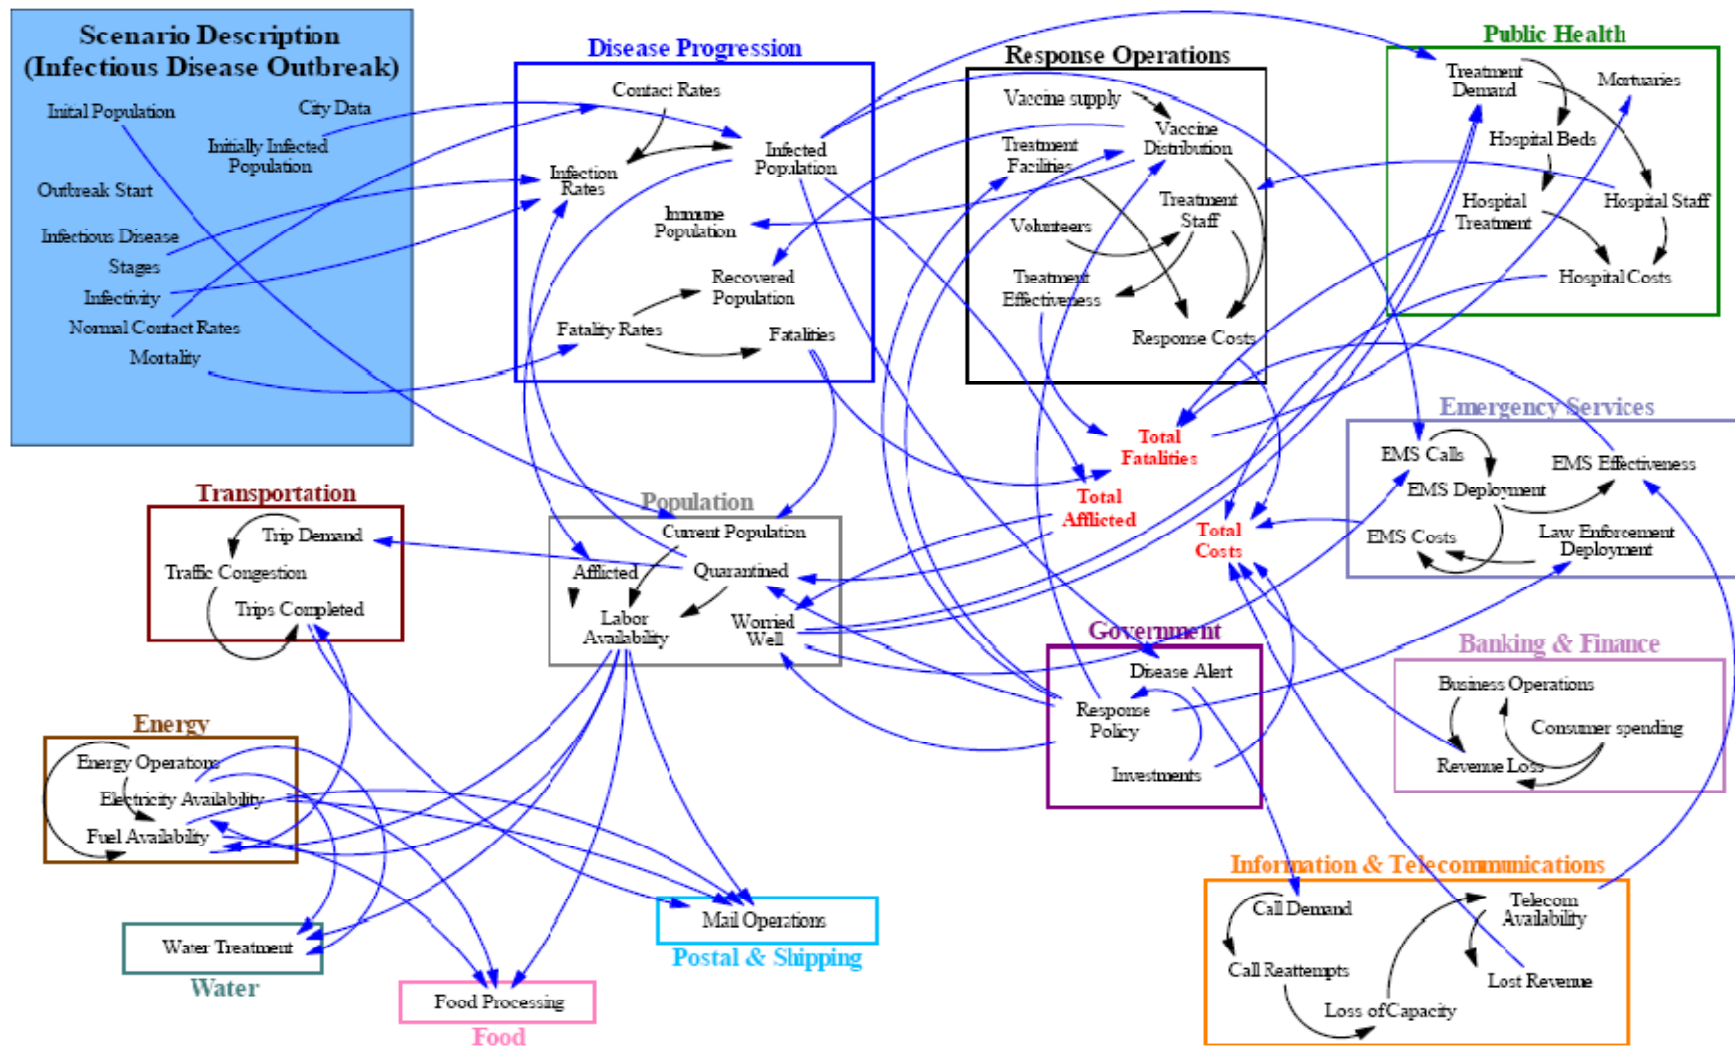 Scenario Description
(Infectious Disease Outbreak)
Inital Population
City Data
Initially Infected
Population
Outbreak Start
Infectious Disease
Stages
Infectivity
Normal Contact Rates
Mortality
Disease Progression
Contact Rates
Infected
Population
Infection
Rates
Immune
Population
Recovered
Population
Fatality Rates
Fatalities
Response Operations
Vaccine supply
Vaccine
Distribution
Treatment
Facilities
Treatment
Staff
Volunteers
Treatment
Effectiveness
Response Costs
Public Health
Treatment
Demand
Mortuaries
Hospital Beds
Hospital
Treatment
Hospital Staff
Hospital Costs
Total
Fatalities
Total
Afflicted
Total
Costs
Emergency Services
EMS Calls
EMS Effectiveness
EMS Deployment
EMS Costs
Law Enforcement
Deployment
Transportation
Trip Demand
Traffic Congestion
Trips Completed
Population
Current Population
Afflicted
Quarantined
Labor
Availability
Worried
Well
Government
Disease Alert
Response
Policy
Investments
Banking & Finance
Business Operations
Consumer spending
Revenue Loss
Energy
Energy Operations
Electricity Availability
Fuel Availability
Information & Telecommunications
Call Demand
Telecom
Availability
Call Reattempts
Lost Revenue
Loss of Capacity
Mail Operations
Postal & Shipping
Water Treatment
Water
Food Processing
Food